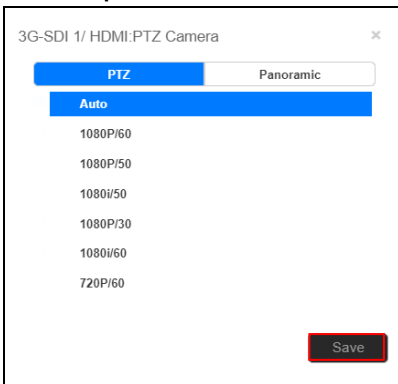 3G-SDI 1/ HDMI:PTZ Camera ×
PTZ Panoramic
Auto
1080P/60
1080P/50
1080i/50
1080P/30
1080i/60
720P/60
Save